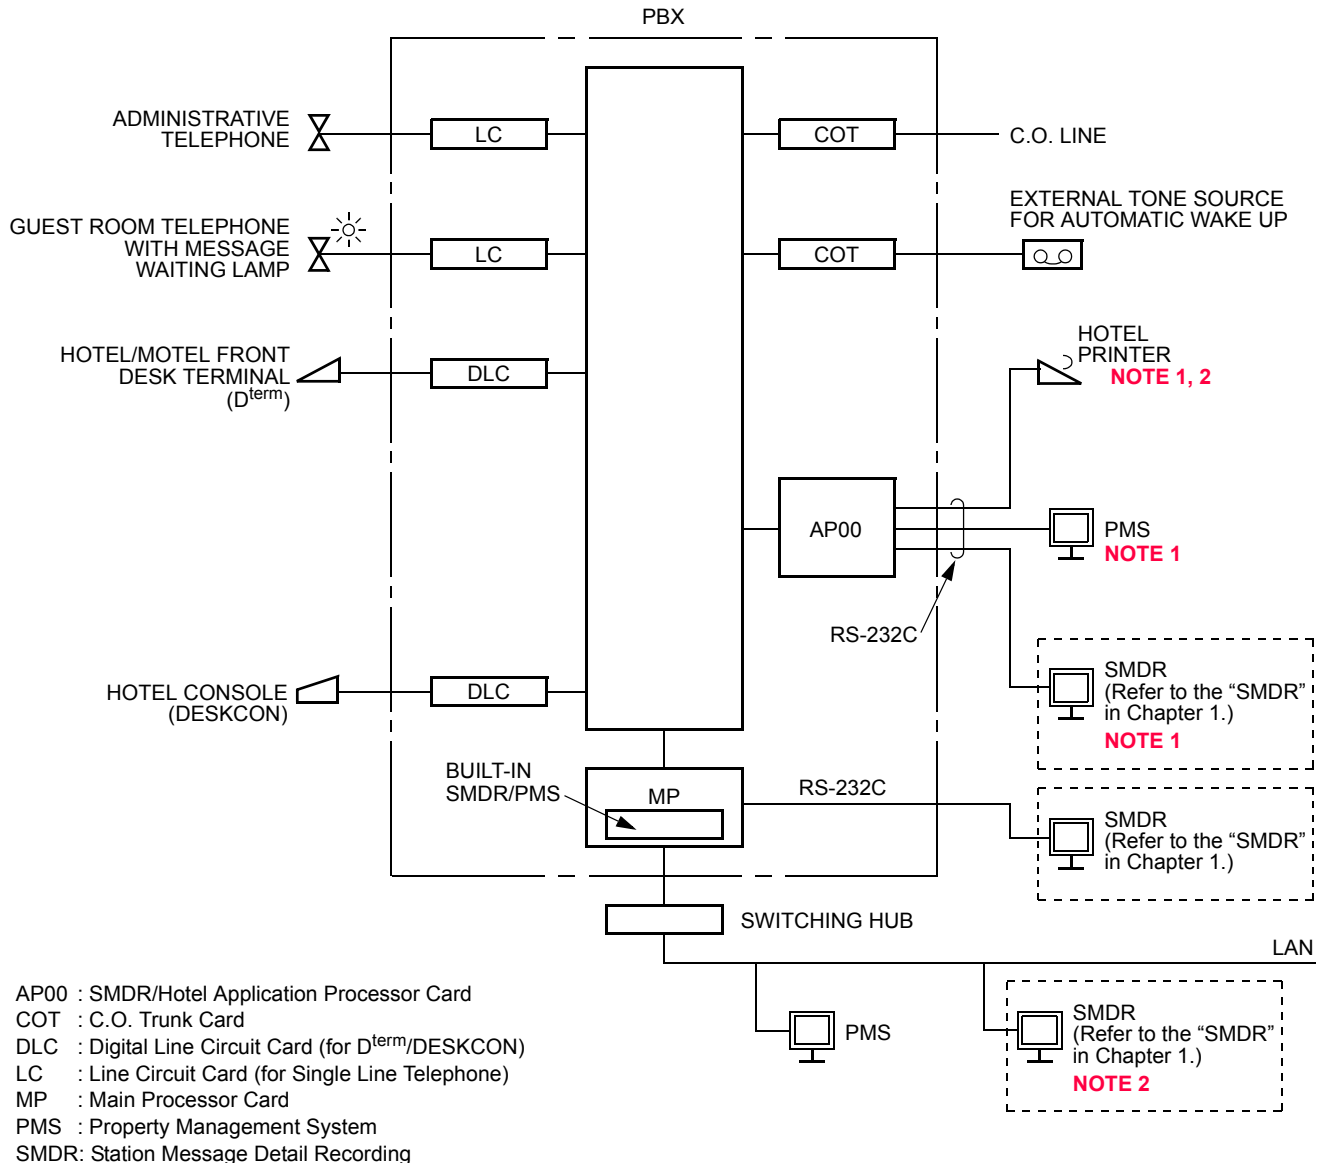 PBX
ADMINISTRATIVE
TELEPHONE
LC
COT
C.O. LINE
GUEST ROOM TELEPHONE
WITH MESSAGE
WAITING LAMP
LC
COT
EXTERNAL TONE SOURCE
FOR AUTOMATIC WAKE UP
HOTEL/MOTEL FRONT
DESK TERMINAL
(Dterm)
DLC
HOTEL
PRINTER
NOTE 1, 2
AP00
PMS
NOTE 1
RS-232C
HOTEL CONSOLE
(DESKCON)
DLC
SMDR
(Refer to the “SMDR”
in Chapter 1.)
NOTE 1
BUILT-IN
SMDR/PMS
MP
RS-232C
SMDR
(Refer to the “SMDR”
in Chapter 1.)
SWITCHING HUB
LAN
PMS
SMDR
(Refer to the “SMDR”
in Chapter 1.)
NOTE 2
AP00 : SMDR/Hotel Application Processor Card
COT : C.O. Trunk Card
DLC : Digital Line Circuit Card (for Dterm/DESKCON)
LC : Line Circuit Card (for Single Line Telephone)
MP : Main Processor Card
PMS : Property Management System
SMDR: Station Message Detail Recording